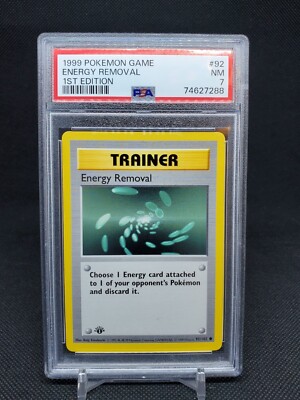 1999 POKEMON GAME #92
ENERGY REMOVAL NM
1ST EDITION 7
PSA 74627288
TRAINER
Energy Removal
Choose 1 Energy card attached
to 1 of your opponent's Pokémon
and discard it.